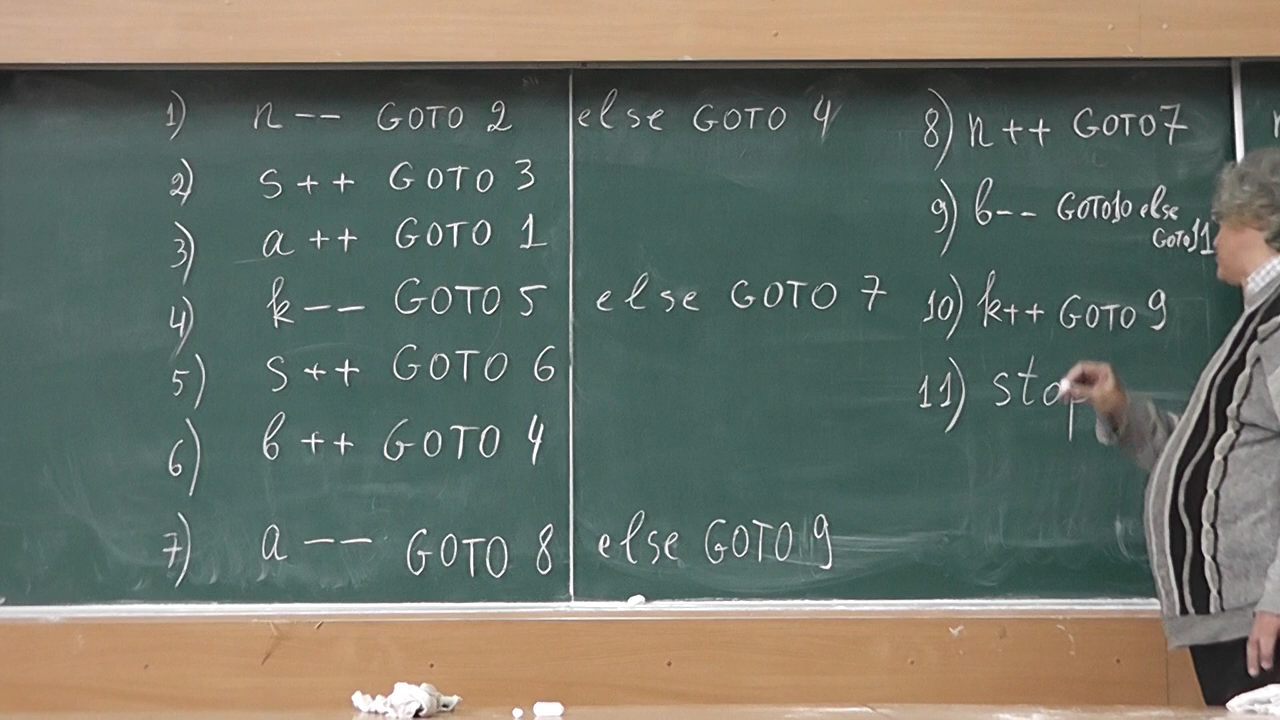 1) n-- GOTO 2 else GOTO 4
2) s++ GOTO 3
3) a++ GOTO 1
4) k-- GOTO 5 else GOTO 7
5) s++ GOTO 6
6) b++ GOTO 4
7) a-- GOTO 8 else GOTO 9
8) n++ GOTO 7
9) b-- GOTO 10 else
GOTO 11
10) k++ GOTO 9
11) stop